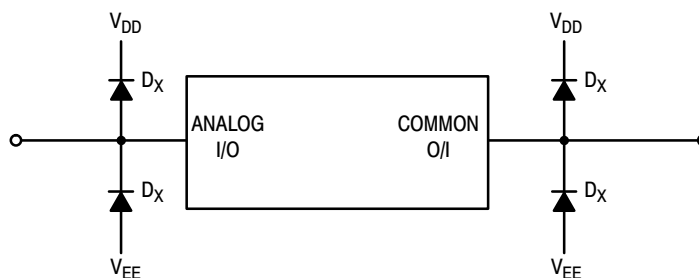 V_DD
V_DD
D_X
D_X
ANALOG
I/O
COMMON
O/I
D_X
D_X
V_EE
V_EE